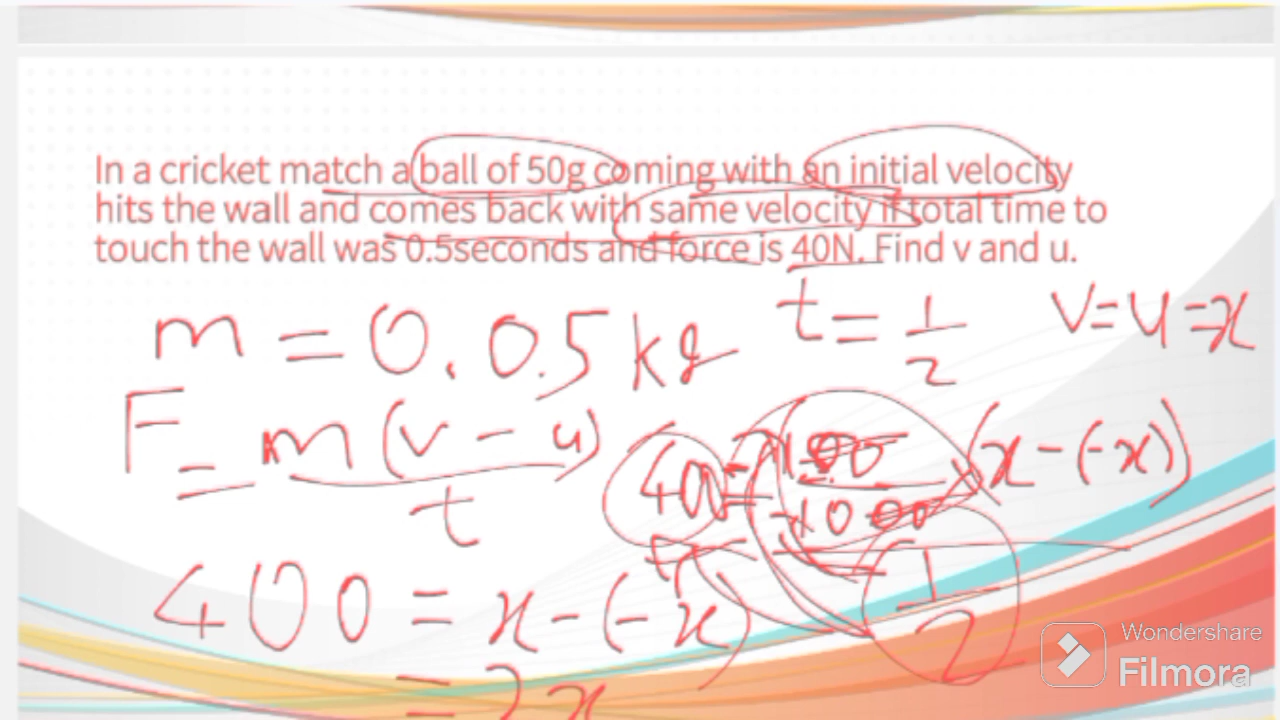 In a cricket match a ball of 50g coming with an initial velocity
hits the wall and comes back with same velocity if total time to
touch the wall was 0.5seconds and force is 40N. Find v and u.
m = 0.05 kg t = 1/2 v=u=x
F = m(v - u)/t
(x-(-x))
400 = x-(-x)
= 2x
Wondershare
Filmora